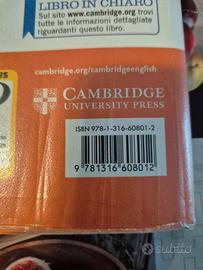 LIBRO IN CHIARO
Sul sito www.cambridge.org trovi
tutte le informazioni dettagliate
riguardanti questo libro.
US
cambridge.org/cambridgeenglish
CAMBRIDGE
UNIVERSITY PRESS
ISBN 978-1-316-60801-2
9 781316 608012
subito